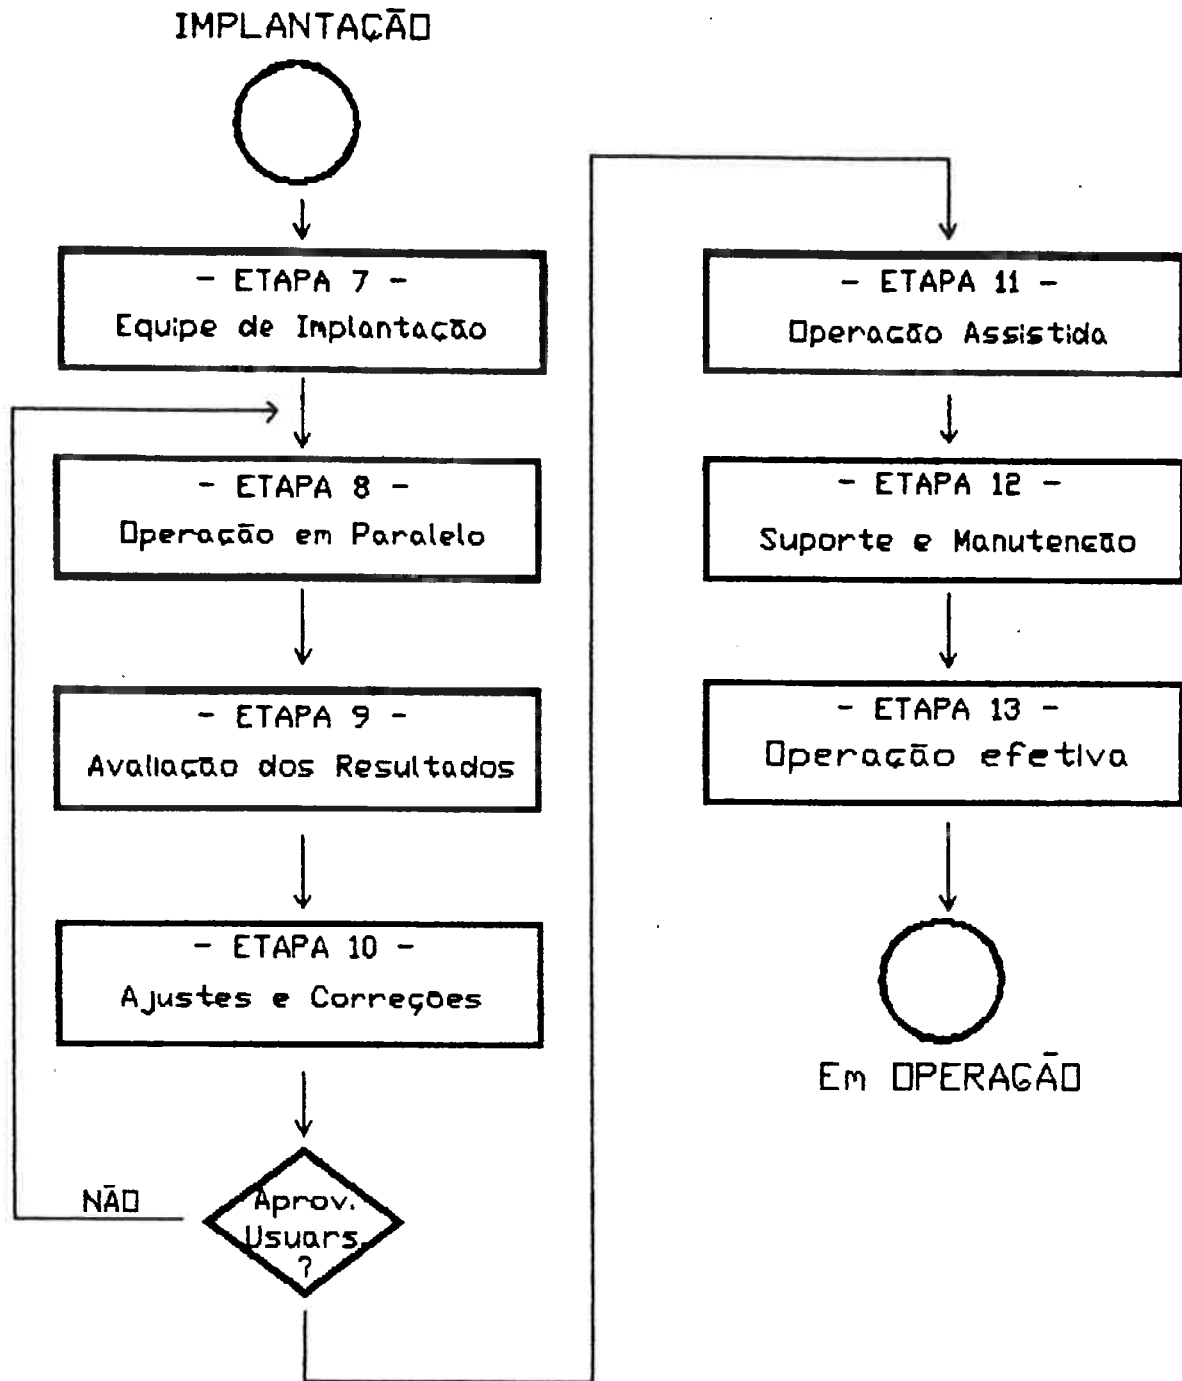 IMPLANTAÇÃO
- ETAPA 7 -
Equipe de Implantação
- ETAPA 8 -
Operação em Paralelo
- ETAPA 9 -
Avaliação dos Resultados
- ETAPA 10 -
Ajustes e Correções
NÃO
Aprov.
Usuars.
?
- ETAPA 11 -
Operação Assistida
- ETAPA 12 -
Suporte e Manutenção
- ETAPA 13 -
Operação efetiva
Em OPERAÇÃO